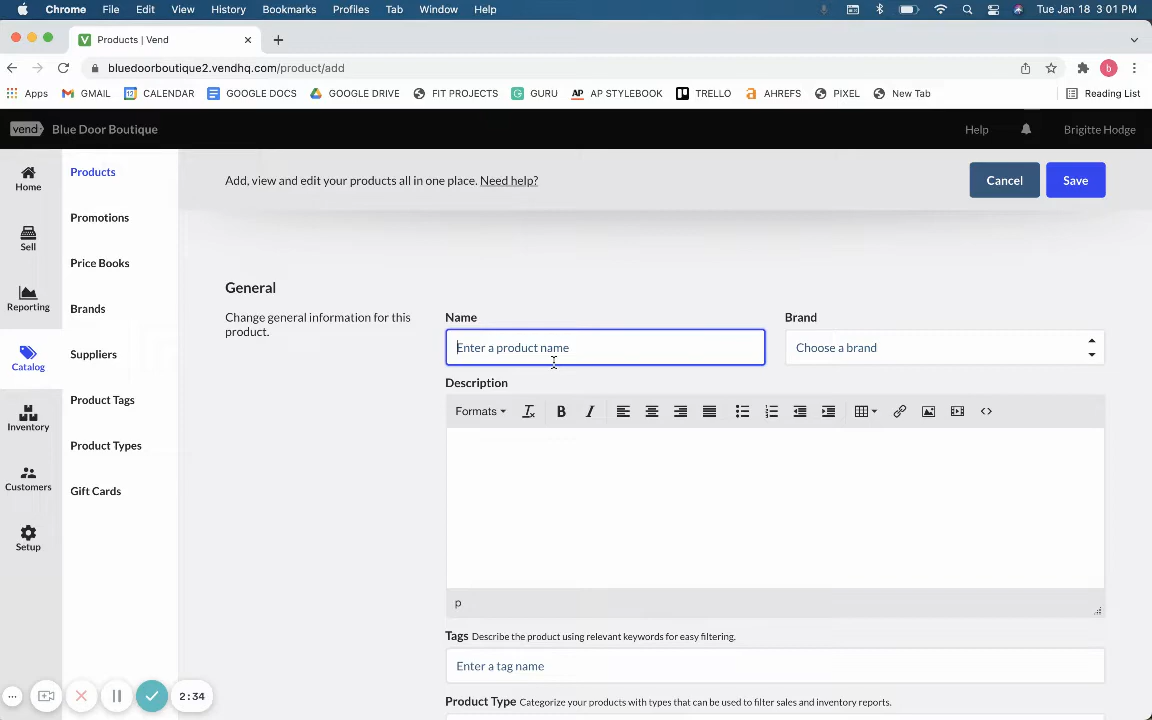 Chrome File Edit View History Bookmarks Profiles Tab Window Help Tue Jan 18 3:01 PM
Products | Vend
bluedoorboutique2.vendhq.com/product/add b
Apps GMAIL CALENDAR GOOGLE DOCS GOOGLE DRIVE FIT PROJECTS GURU AP AP STYLEBOOK TRELLO AHREFS PIXEL New Tab Reading List
vend Blue Door Boutique Help Brigitte Hodge
Home
Sell
Reporting
Catalog
Inventory
Customers
Setup
Products
Promotions
Price Books
Brands
Suppliers
Product Tags
Product Types
Gift Cards
Add, view and edit your products all in one place. Need help? Cancel Save
General
Change general information for this
product.
Name Brand
Enter a product name Choose a brand
Description
Formats B I
p
Tags Describe the product using relevant keywords for easy filtering.
Enter a tag name
Product Type Categorize your products with types that can be used to filter sales and inventory reports.
2:34